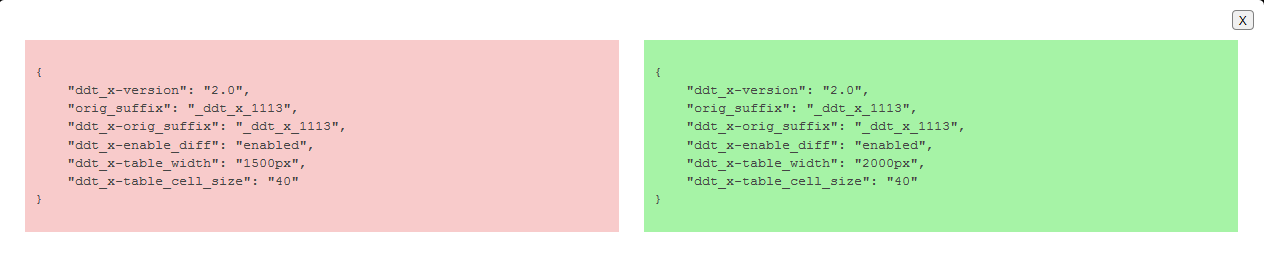 X
{
    "ddt_x-version": "2.0",
    "orig_suffix": "_ddt_x_1113",
    "ddt_x-orig_suffix": "_ddt_x_1113",
    "ddt_x-enable_diff": "enabled",
    "ddt_x-table_width": "1500px",
    "ddt_x-table_cell_size": "40"
}
{
    "ddt_x-version": "2.0",
    "orig_suffix": "_ddt_x_1113",
    "ddt_x-orig_suffix": "_ddt_x_1113",
    "ddt_x-enable_diff": "enabled",
    "ddt_x-table_width": "2000px",
    "ddt_x-table_cell_size": "40"
}